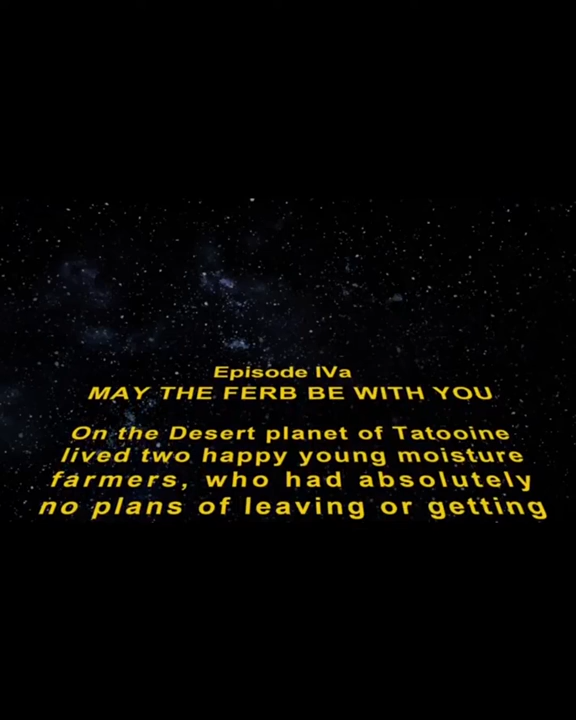 Episode IVa
MAY THE FERB BE WITH YOU
On the Desert planet of Tatooine
lived two happy young moisture
farmers, who had absolutely
no plans of leaving or getting